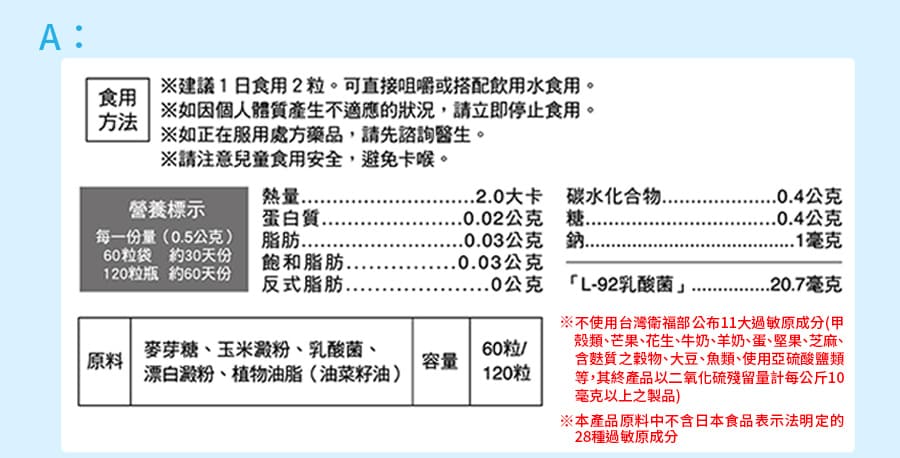 A：
食用
方法
※建議1日食用2粒。可直接咀嚼或搭配飲用水食用。
※如因個人體質產生不適應的狀況，請立即停止食用。
※如正在服用處方藥品，請先諮詢醫生。
※請注意兒童食用安全，避免卡喉。
營養標示
每一份量（0.5公克）
60粒袋 約30天份
120粒瓶 約60天份
熱量............................2.0大卡
蛋白質.......................0.02公克
脂肪..........................0.03公克
飽和脂肪................0.03公克
反式脂肪.....................0公克
碳水化合物................0.4公克
糖..............................0.4公克
鈉.................................1毫克
「L-92乳酸菌」...............20.7毫克
原料
麥芽糖、玉米澱粉、乳酸菌、
漂白澱粉、植物油脂（油菜籽油）
容量
60粒/
120粒
※不使用台灣衛福部公布11大過敏原成分(甲
殼類、芒果、花生、牛奶、羊奶、蛋、堅果、芝麻、
含麩質之穀物、大豆、魚類、使用亞硫酸鹽類
等，其終產品以二氧化硫殘留量計每公斤10
毫克以上之製品)
※本產品原料中不含日本食品表示法明定的
28種過敏原成分